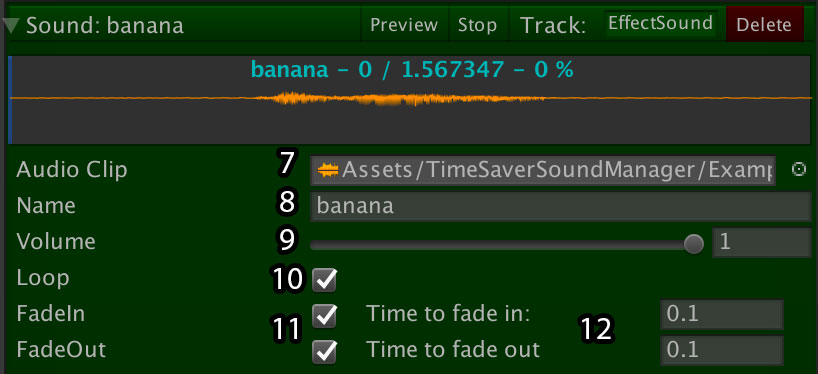 Sound: banana Preview Stop Track: EffectSound Delete
banana - 0 / 1.567347 - 0 %
Audio Clip 7 Assets/TimeSaverSoundManager/Examp
Name 8 banana
Volume 9 1
Loop 10
FadeIn 11 Time to fade in: 12 0.1
FadeOut Time to fade out 0.1